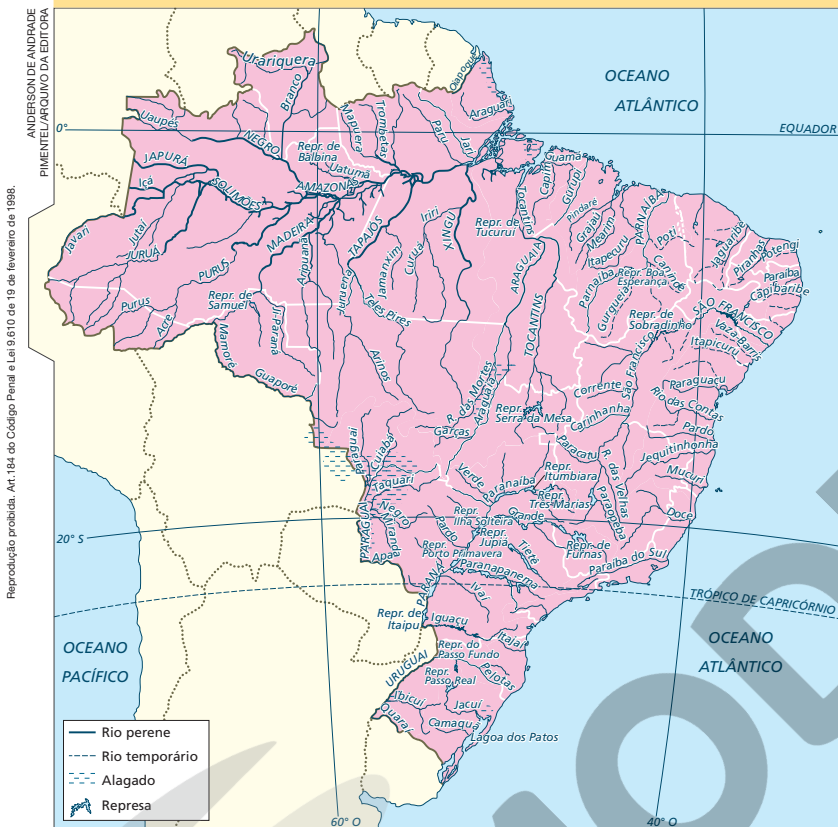 ANDERSON DE ANDRADE
PIMENTEL/ARQUIVO DA EDITORA
Reprodução proibida. Art. 184 do Código Penal e Lei 9.610 de 19 de fevereiro de 1998.
OCEANO
ATLÂNTICO
EQUADOR
0°
Urariquera
Branco
Oiapoque
Araguari
Uaupés
NEGRO
Mapuera
Trombetas
Paru
Jari
Repr. de
Balbina
Uatumã
JAPURÁ
Içá
SOLIMÕES
AMAZONAS
Guamá
Capim
Gurupi
Pindaré
Grajaú
Mearim
Itapecuru
PARNAÍBA
Poti
Canindé
Jaguaribe
Piranhas
Potengi
Paraíba
Capibaribe
Javari
Jutaí
JURUÁ
PURUS
MADEIRA
TAPAJÓS
Iriri
XINGU
Repr. de
Tucuruí
Tocantins
ARAGUAIA
TOCANTINS
Parnaíba
Repr. Boa
Esperança
Gurgueia
Aripuanã
Juruena
Jamanxim
Curuá
Teles Pires
Purus
Acre
Repr. de
Samuel
Ji-Paraná
Mamoré
Guaporé
Arinos
Repr. de
Sobradinho
SÃO FRANCISCO
Vaza-Barris
Itapicuru
São Francisco
Paraguaçu
Rio das Contas
Pardo
Jequitinhonha
Mucuri
Doce
Corrente
Carinhanha
R. das Mortes
Araguaia
Garças
Repr.
Serra da Mesa
Paracatu
R. das Velhas
Paraopeba
Paraguai
Cuiabá
Taquari
Verde
Paranaíba
Repr.
Itumbiara
Repr.
Três Marias
Negro
Miranda
PARAGUAI
Apa
Pardo
Repr.
Ilha Solteira
Grande
Repr.
Jupiá
Repr.
Porto Primavera
Tietê
Repr. de
Furnas
Paraíba do Sul
20° S
PARANÁ
Paranapanema
Ivaí
TRÓPICO DE CAPRICÓRNIO
Repr. de
Itaipu
Iguaçu
Itajaí
Repr. do
Passo Fundo
URUGUAI
Repr.
Passo Real
Pelotas
Ibicuí
Quaraí
Jacuí
Camaquã
Lagoa dos Patos
OCEANO
PACÍFICO
OCEANO
ATLÂNTICO
Rio perene
Rio temporário
Alagado
Represa
60° O
40° O
MOD